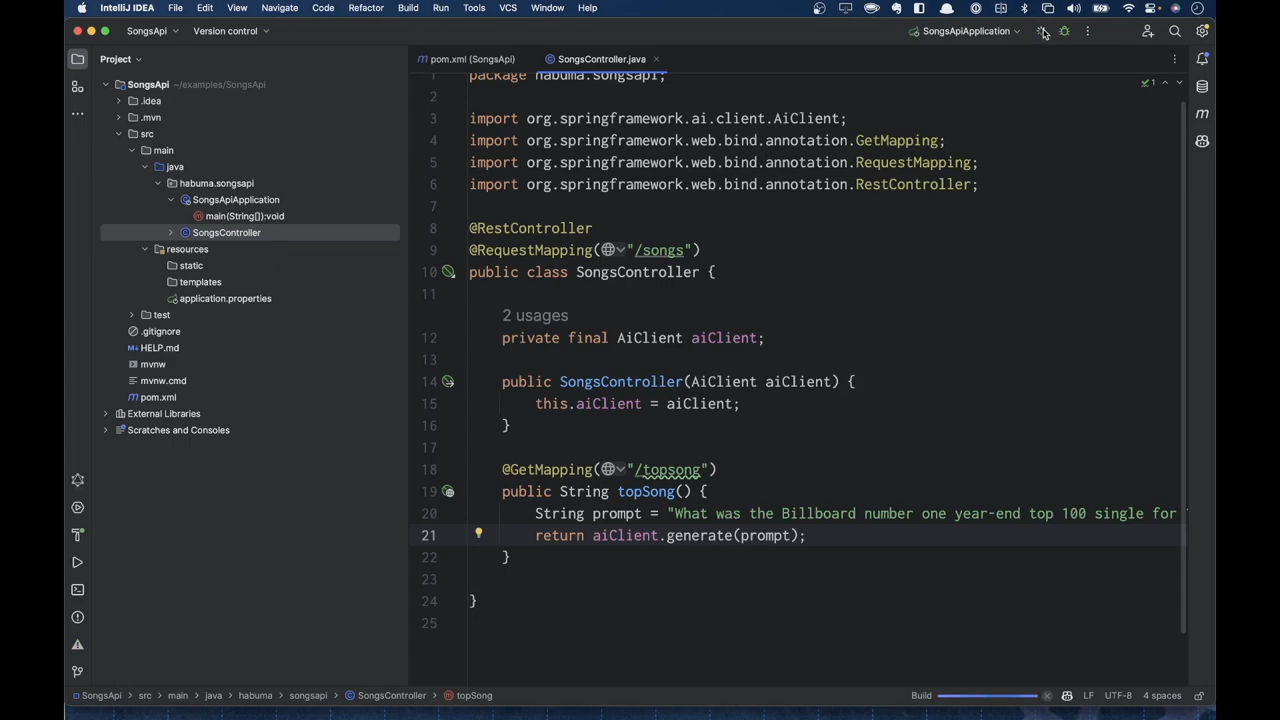 IntelliJ IDEA File Edit View Navigate Code Refactor Build Run Tools VCS Window Help
SongsApi Version control SongsApiApplication
Project
pom.xml (SongsApi) SongsController.java
SongsApi ~/examples/SongsApi
.idea
.mvn
src
main
java
habuma.songsapi
SongsApiApplication
main(String[]):void
SongsController
resources
static
templates
application.properties
test
.gitignore
HELP.md
mvnw
mvnw.cmd
pom.xml
External Libraries
Scratches and Consoles
1 package habuma.songsapi; 1
2
3 import org.springframework.ai.client.AiClient;
4 import org.springframework.web.bind.annotation.GetMapping;
5 import org.springframework.web.bind.annotation.RequestMapping;
6 import org.springframework.web.bind.annotation.RestController;
7
8 @RestController
9 @RequestMapping("/songs")
10 public class SongsController {
11
2 usages
12 private final AiClient aiClient;
13
14 public SongsController(AiClient aiClient) {
15 this.aiClient = aiClient;
16 }
17
18 @GetMapping("/topsong")
19 public String topSong() {
20 String prompt = "What was the Billboard number one year-end top 100 single for
21 return aiClient.generate(prompt);
22 }
23
24 }
25
SongsApi src main java habuma songsapi SongsController topSong Build LF UTF-8 4 spaces